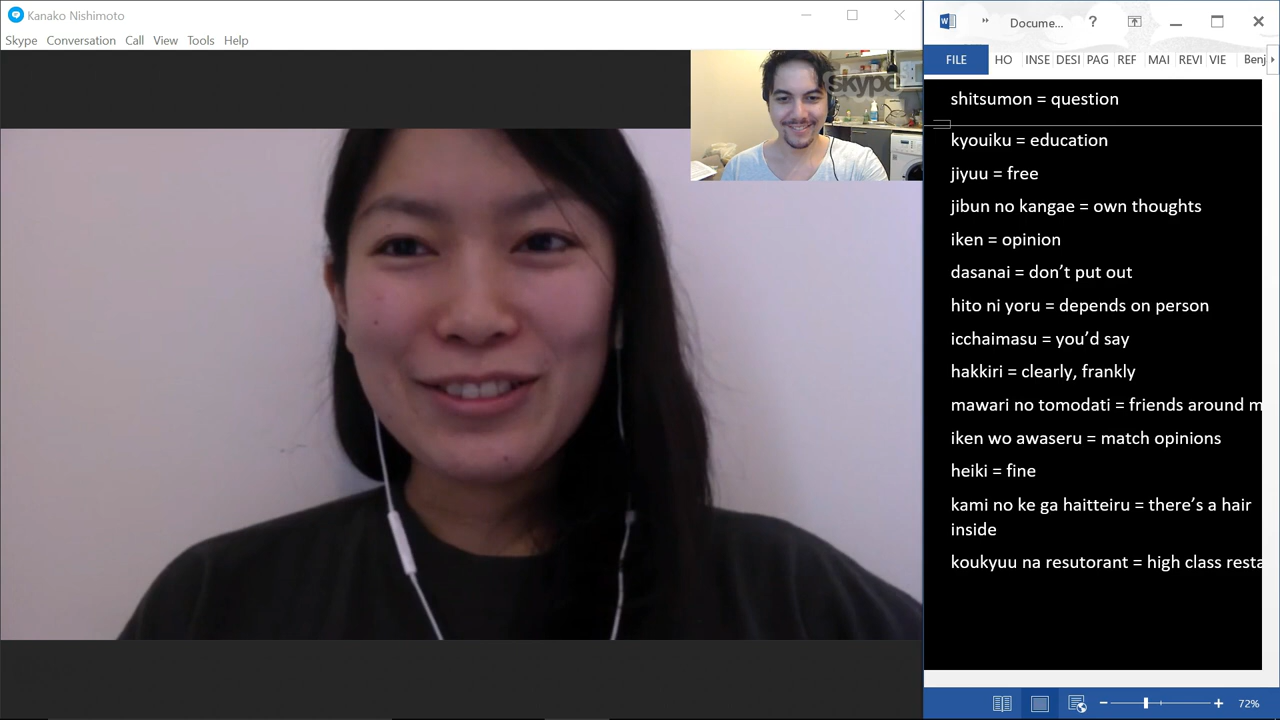 Kanako Nishimoto
Skype Conversation Call View Tools Help
skype
Docume... ?
FILE HO INSE DESI PAG REF MAI REVI VIE Benj
shitsumon = question
kyouiku = education
jiyuu = free
jibun no kangae = own thoughts
iken = opinion
dasanai = don’t put out
hito ni yoru = depends on person
icchaimasu = you’d say
hakkiri = clearly, frankly
mawari no tomodati = friends around m
iken wo awaseru = match opinions
heiki = fine
kami no ke ga haitteiru = there’s a hair
inside
koukyuu na resutorant = high class resta
72%